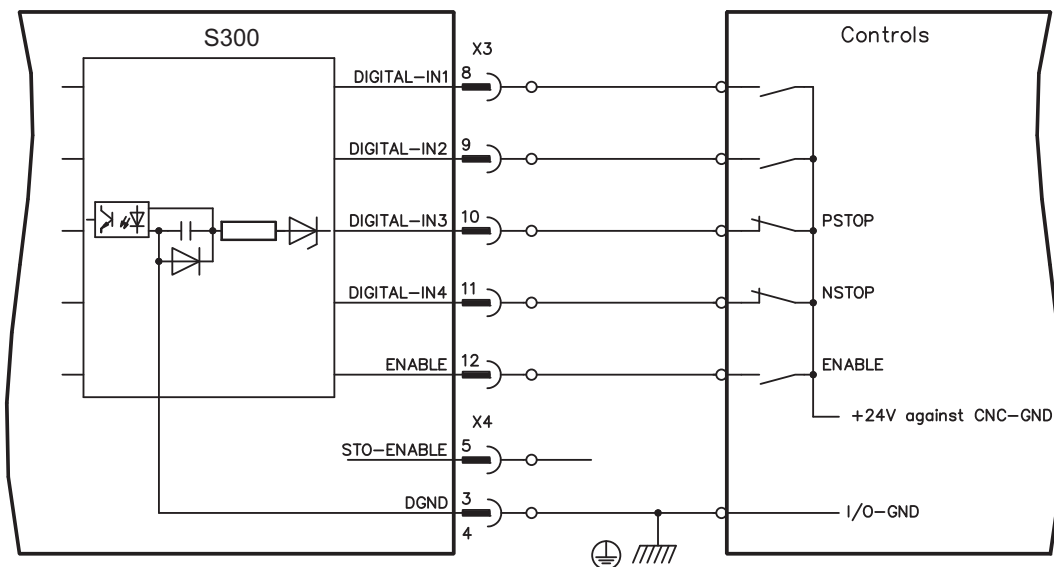 S300
Controls
X3
DIGITAL-IN1
8
DIGITAL-IN2
9
DIGITAL-IN3
10
PSTOP
DIGITAL-IN4
11
NSTOP
ENABLE
12
ENABLE
+24V against CNC-GND
X4
STO-ENABLE
5
DGND
3
I/O-GND
4